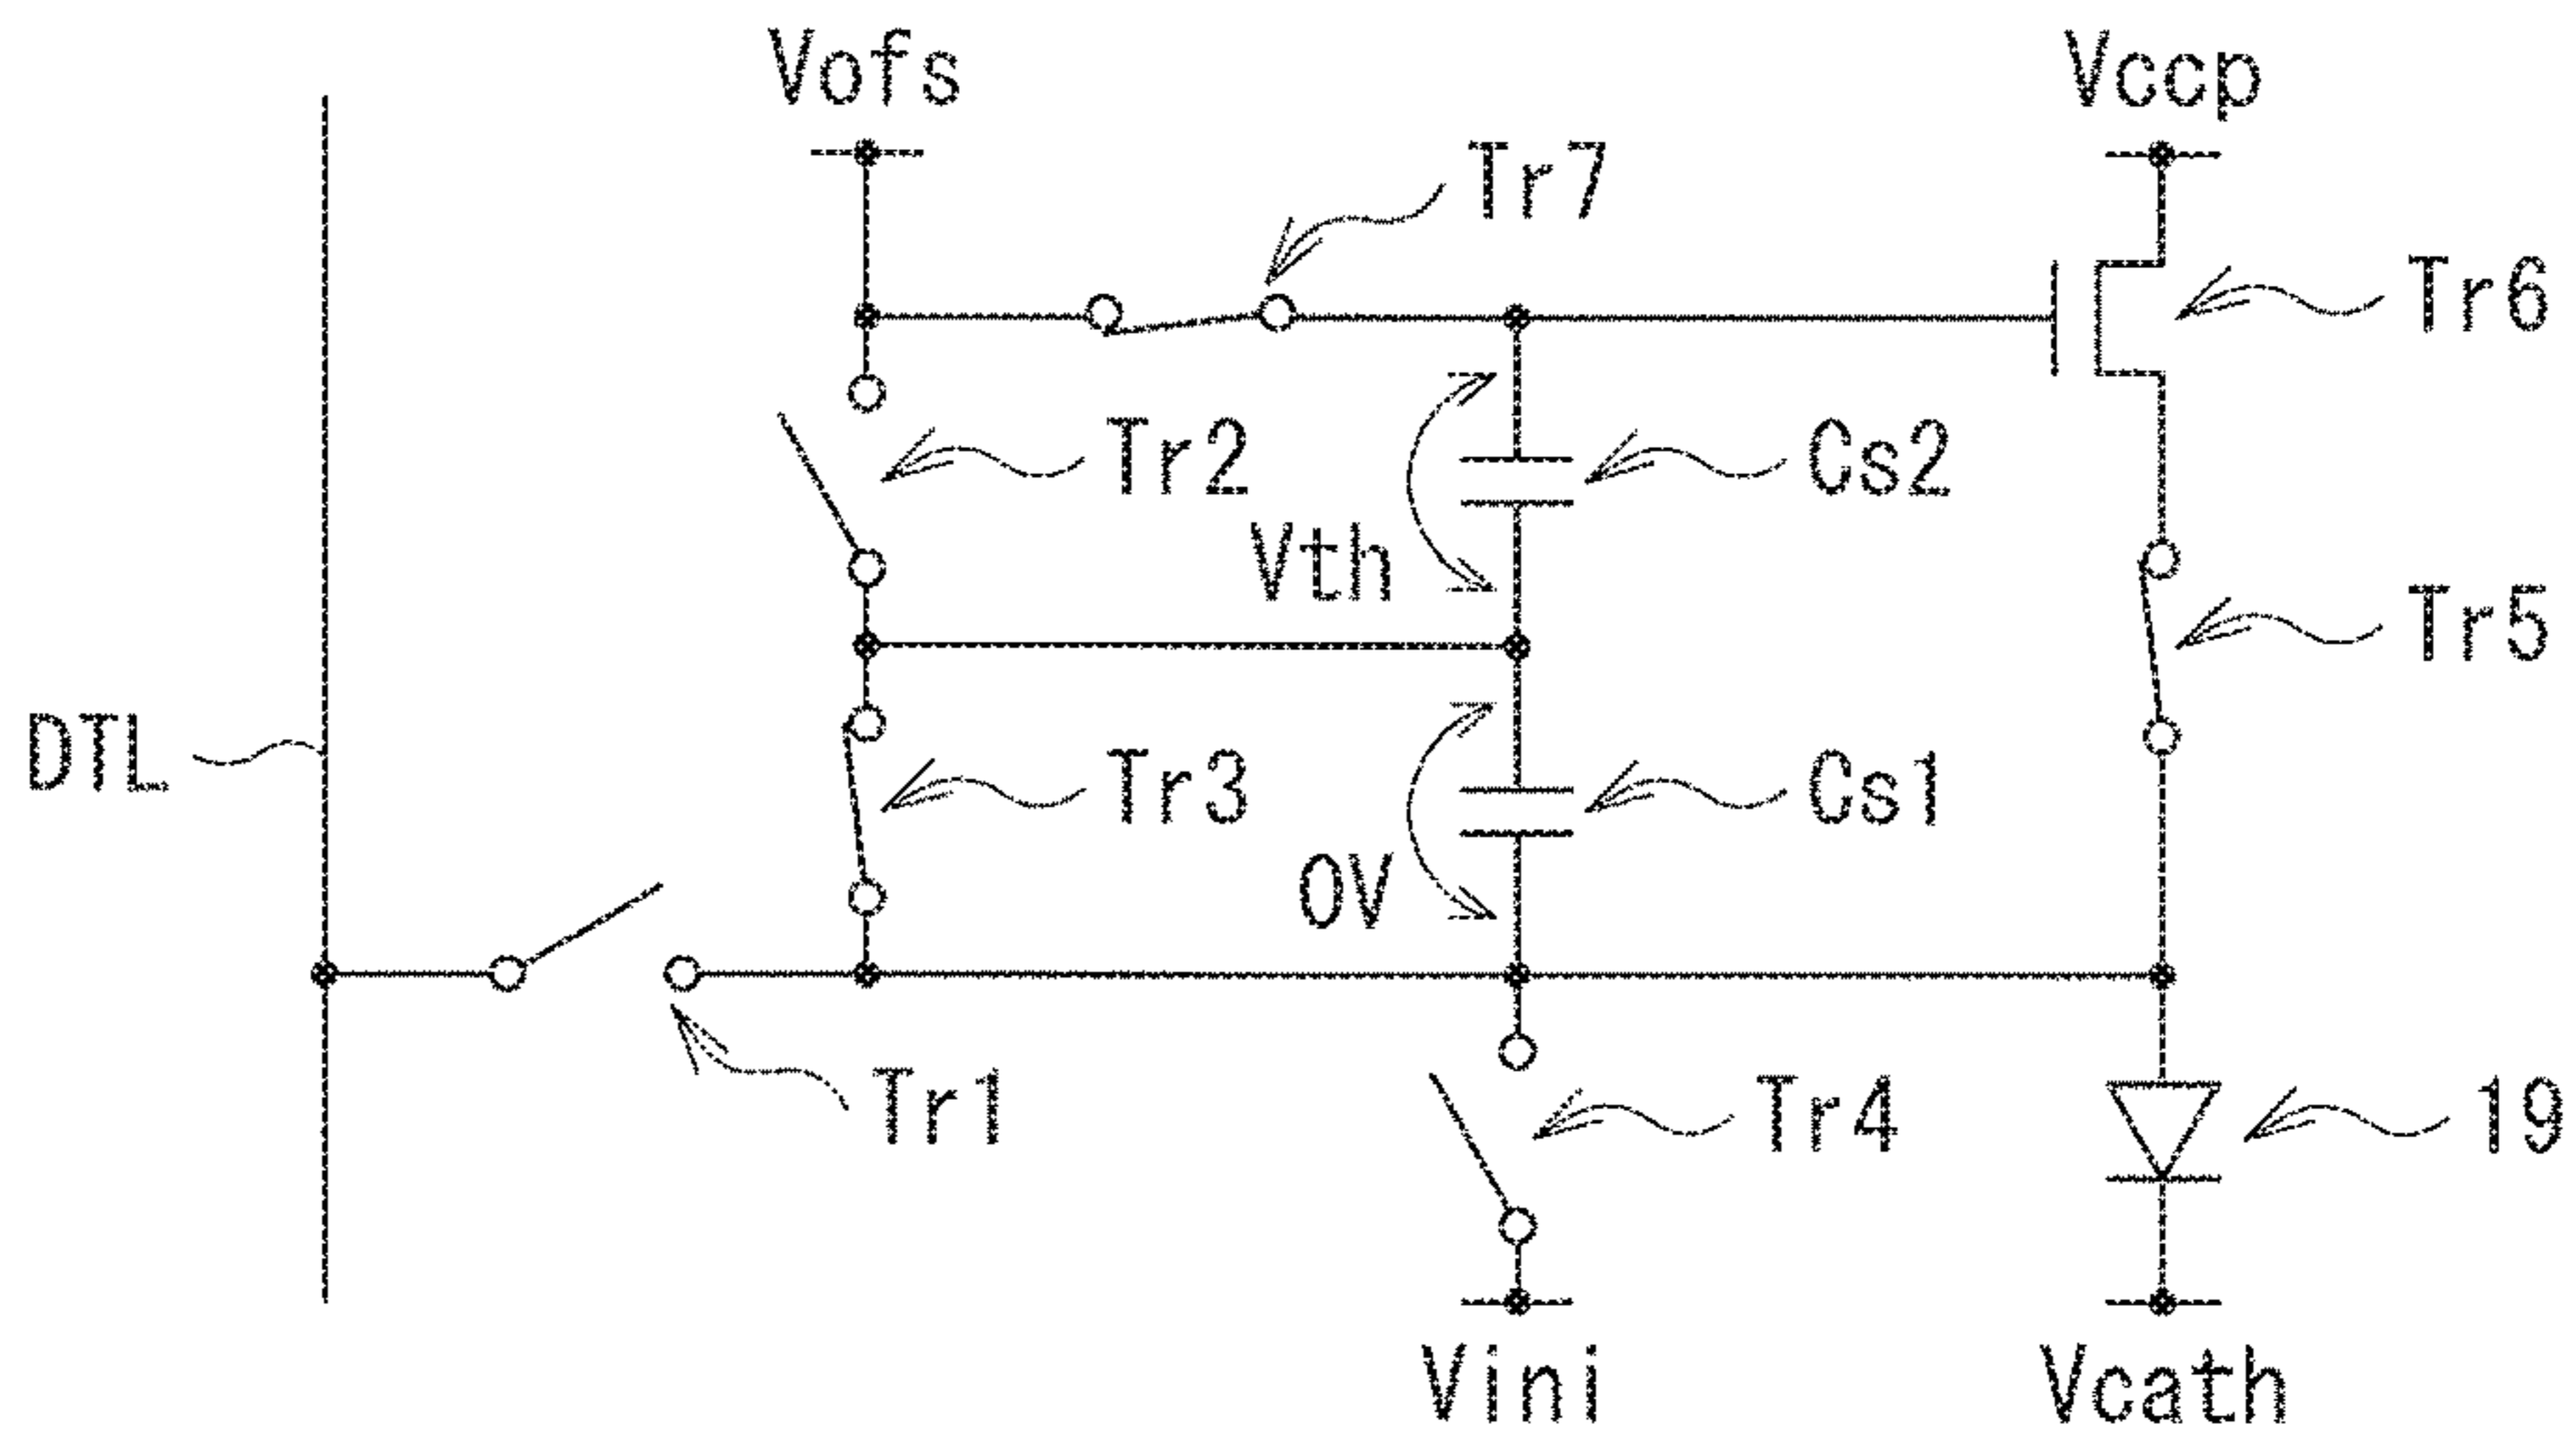 Vofs
Vccp
Tr7
Tr6
Tr2
Cs2
Vth
Tr5
DTL
Tr3
Cs1
0V
Tr1
Tr4
19
Vini
Vcath